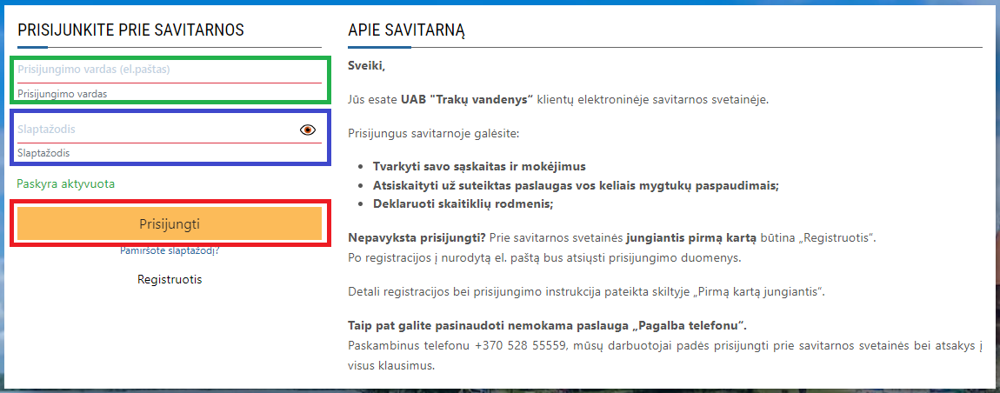 PRISIJUNKITE PRIE SAVITARNOS
Prisijungimo vardas (el.paštas)
Prisijungimo vardas
Slaptažodis
Slaptažodis
Paskyra aktyvuota
Prisijungti
Pamiršote slaptažodį?
Registruotis
APIE SAVITARNĄ
Sveiki,
Jūs esate UAB "Trakų vandenys“ klientų elektroninėje savitarnos svetainėje.
Prisijungus savitarnoje galėsite:
• Tvarkyti savo sąskaitas ir mokėjimus
• Atsiskaityti už suteiktas paslaugas vos keliais mygtukų paspaudimais;
• Deklaruoti skaitiklių rodmenis;
Nepavyksta prisijungti? Prie savitarnos svetainės jungiantis pirmą kartą būtina „Registruotis“.
Po registracijos į nurodytą el. paštą bus atsiųsti prisijungimo duomenys.
Detali registracijos bei prisijungimo instrukcija pateikta skiltyje „Pirmą kartą jungiantis“.
Taip pat galite pasinaudoti nemokama paslauga „Pagalba telefonu“.
Paskambinus telefonu +370 528 55559, mūsų darbuotojai padės prisijungti prie savitarnos svetainės bei atsakys į
visus klausimus.